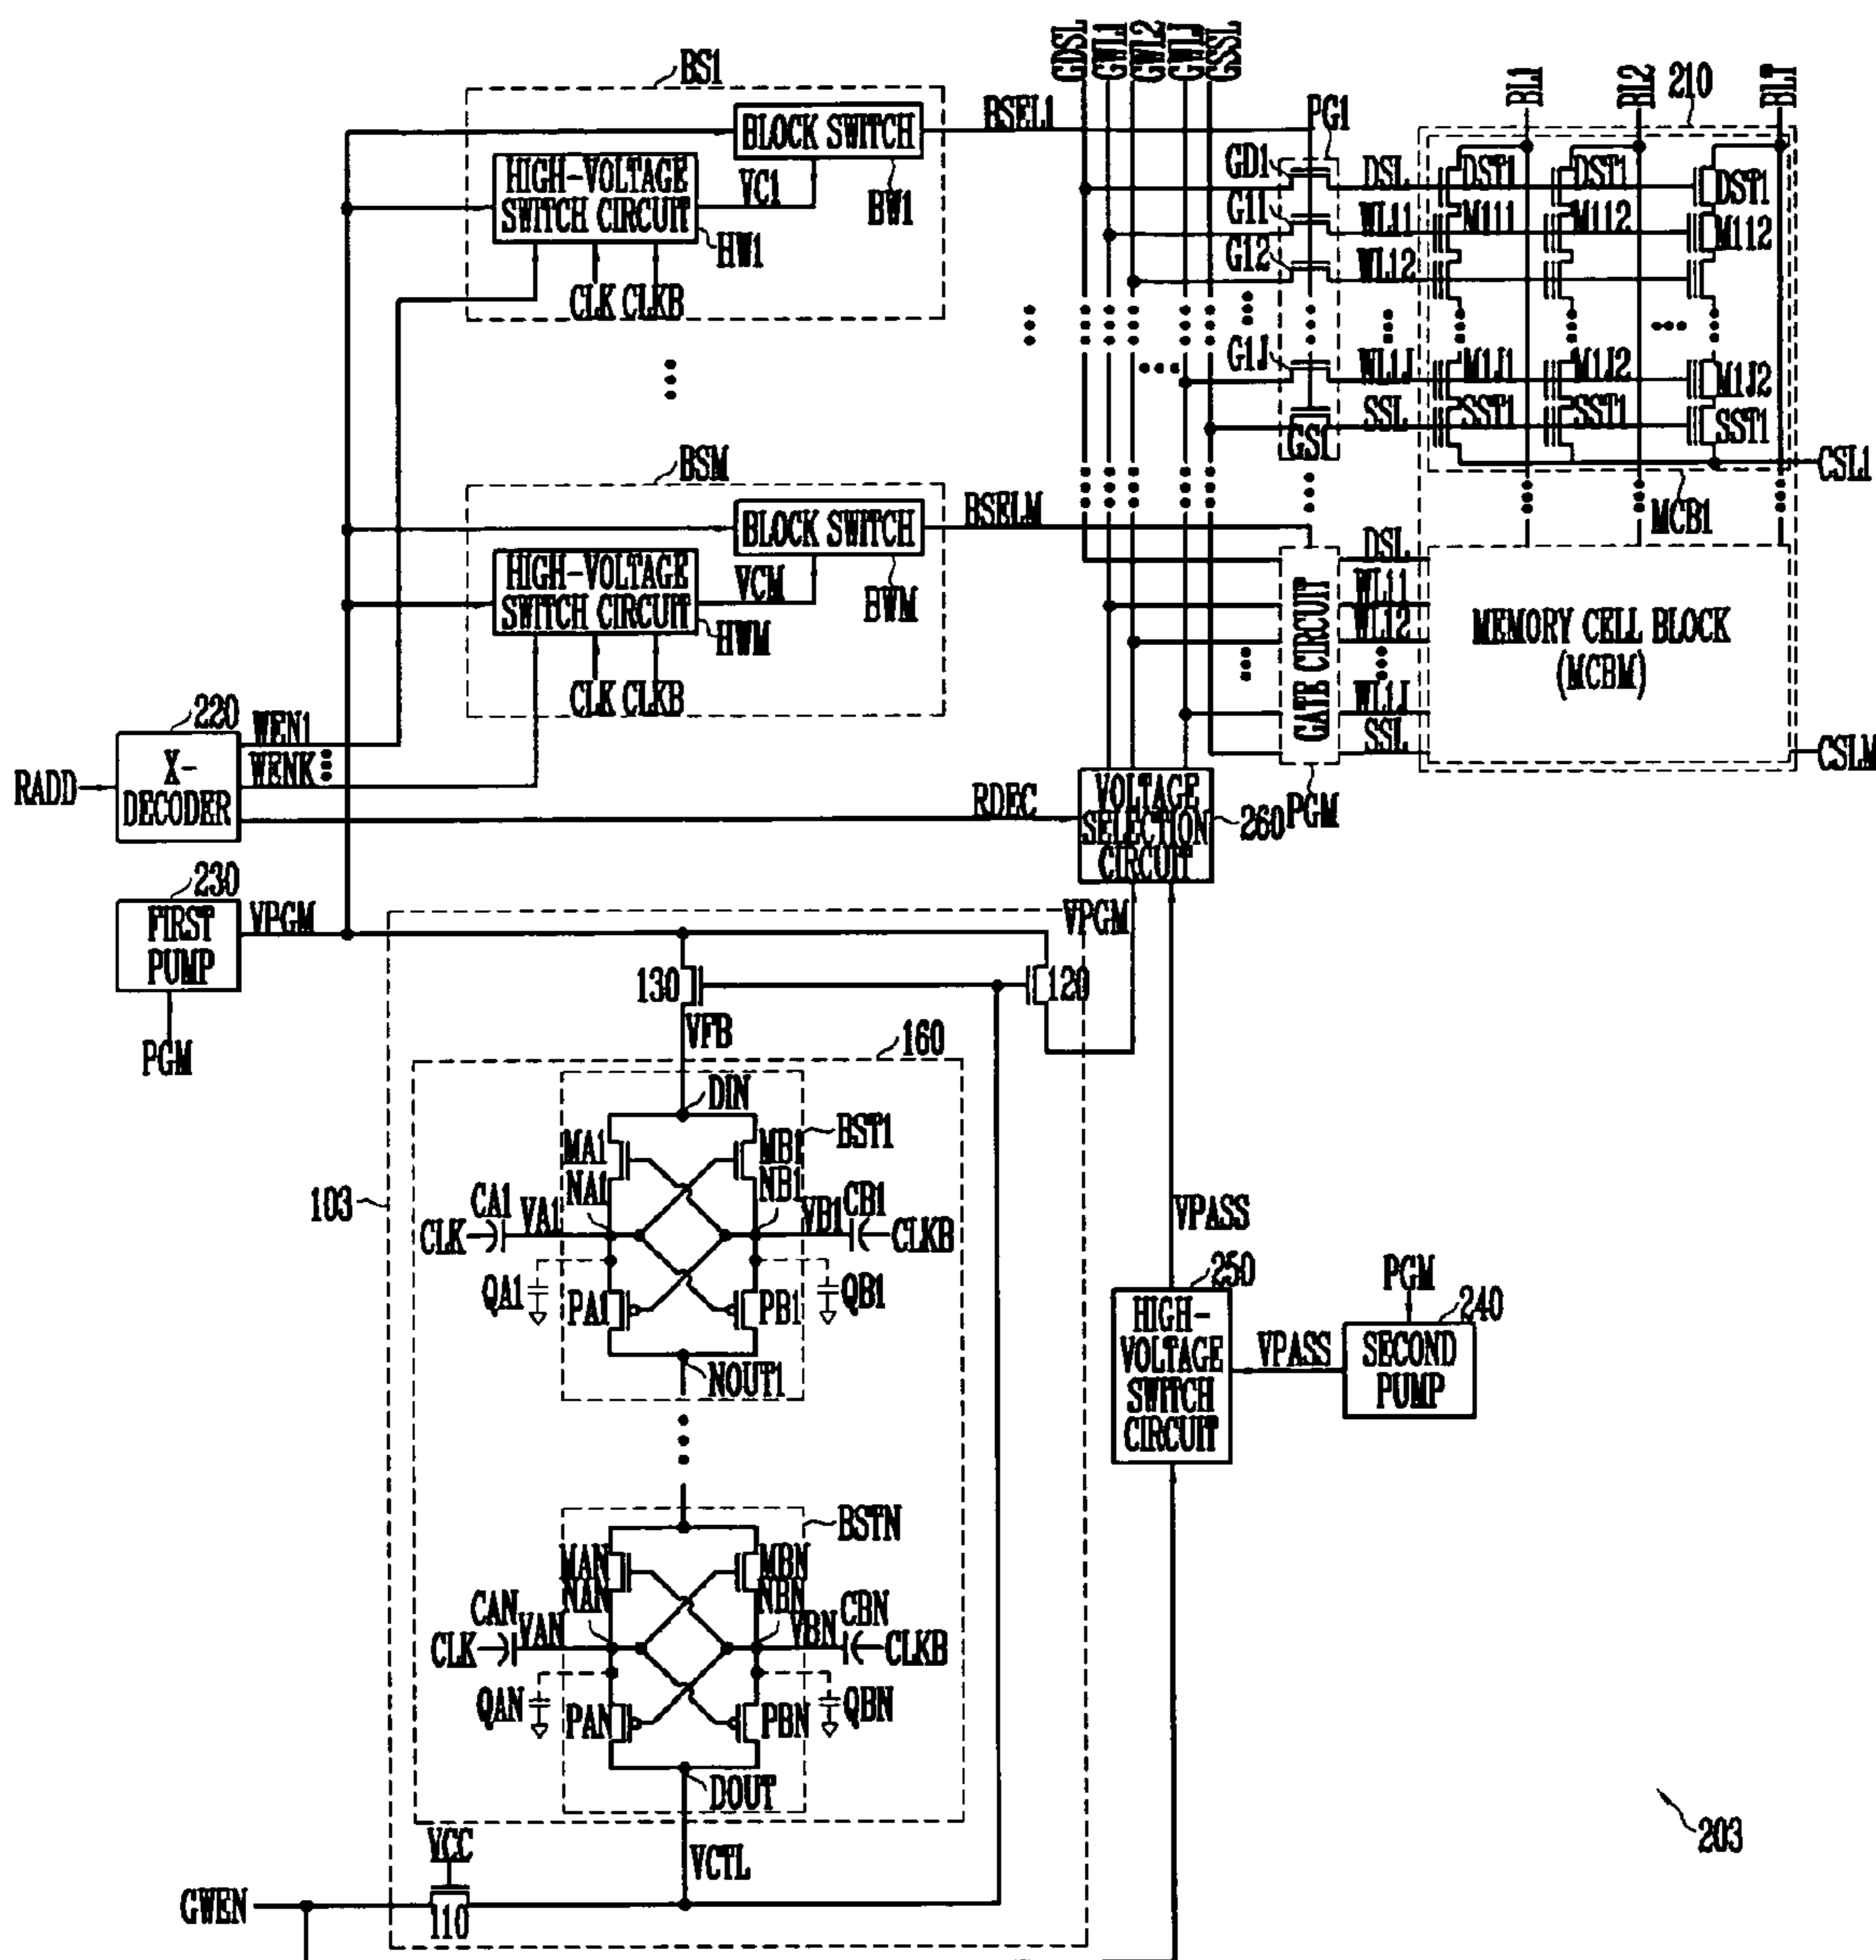 GDSL
GWL1
GWL2
GWLJ
GSSL
BL1
BL2
210
BLT
BS1
BLOCK SWITCH
BSEL1
PG1
HIGH-VOLTAGE
SWITCH CIRCUIT
VC1
BW1
HW1
CLK CLKB
GD1
DSL
DST1
DST1
DST1
G11
WL11
M111
M112
M112
G12
WL12
G1J
WL1J
M1J1
M1J2
M1J2
SSL
SST1
SST1
SST1
GS1
CSL1
MCB1
BSM
BLOCK SWITCH
BSELM
HIGH-VOLTAGE
SWITCH CIRCUIT
VCM
BWM
HWM
CLK CLKB
GATE CIRCUIT
DSL
WL11
WL12
WL1J
SSL
MEMORY CELL BLOCK
(MCBM)
CSLM
PGM
220
RADD
X-
DECODER
WEN1
WENK
RDEC
VOLTAGE
SELECTION
CIRCUIT
260
230
FIRST
PUMP
VPGM
PGM
VPGM
130
120
VFB
160
DIN
BST1
MA1
NA1
MB1
NB1
103
CLK
CA1
VA1
VB1
CB1
CLKB
QA1
PA1
PB1
QB1
NOUT1
VPASS
250
HIGH-
VOLTAGE
SWITCH
CIRCUIT
VPASS
PGM
240
SECOND
PUMP
BSTN
MAN
NAN
MBN
NBN
CLK
CAN
VAN
VBN
CBN
CLKB
QAN
PAN
PBN
QBN
DOUT
VCC
VCTL
GWEN
110
203